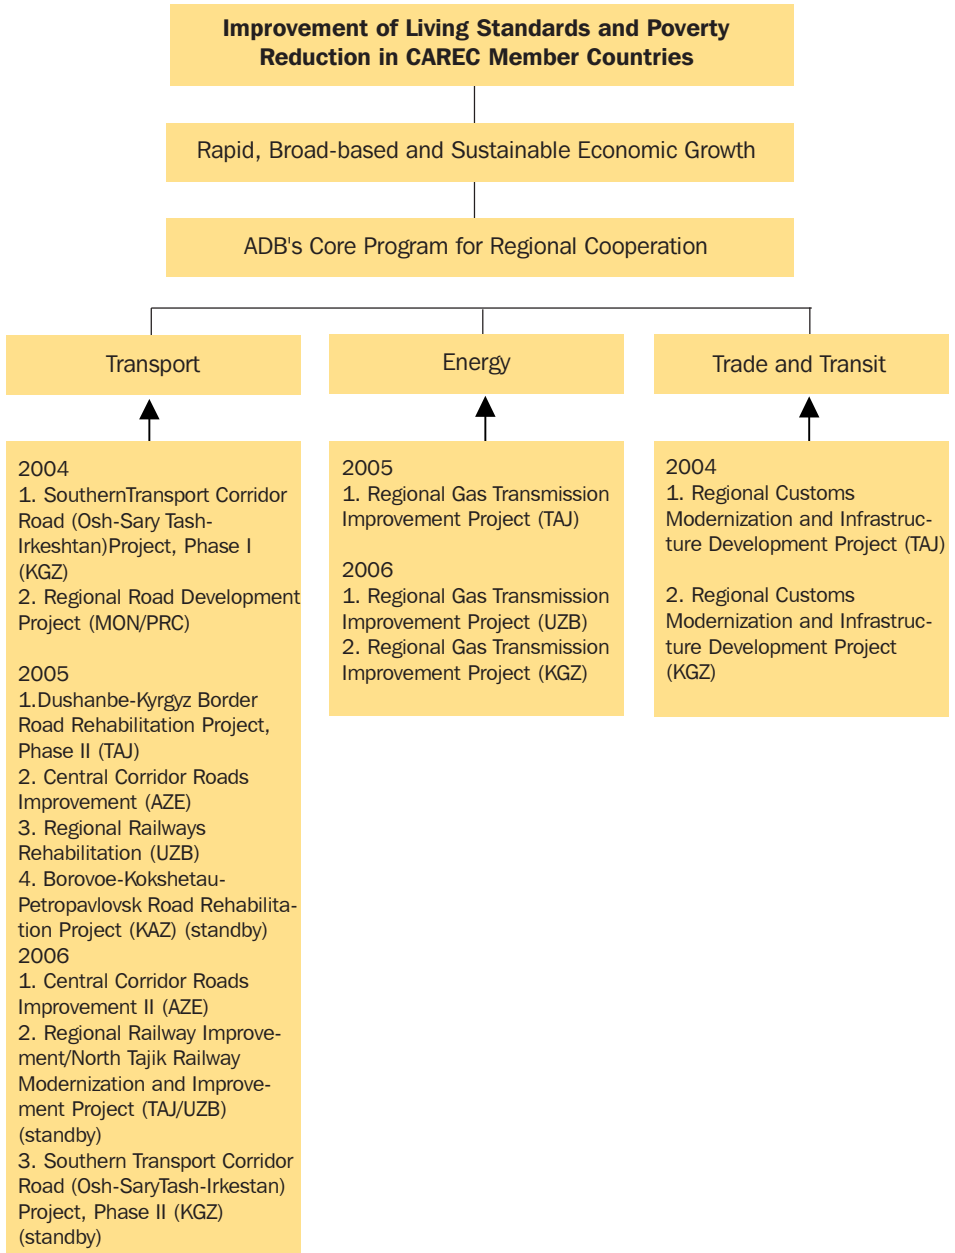 Improvement of Living Standards and Poverty
Reduction in CAREC Member Countries
Rapid, Broad-based and Sustainable Economic Growth
ADB's Core Program for Regional Cooperation
Transport
Energy
Trade and Transit
2004
1. SouthernTransport Corridor
Road (Osh-Sary Tash-
Irkeshtan)Project, Phase I
(KGZ)
2. Regional Road Development
Project (MON/PRC)
2005
1.Dushanbe-Kyrgyz Border
Road Rehabilitation Project,
Phase II (TAJ)
2. Central Corridor Roads
Improvement (AZE)
3. Regional Railways
Rehabilitation (UZB)
4. Borovoe-Kokshetau-
Petropavlovsk Road Rehabilita-
tion Project (KAZ) (standby)
2006
1. Central Corridor Roads
Improvement II (AZE)
2. Regional Railway Improve-
ment/North Tajik Railway
Modernization and Improve-
ment Project (TAJ/UZB)
(standby)
3. Southern Transport Corridor
Road (Osh-SaryTash-Irkestan)
Project, Phase II (KGZ)
(standby)
2005
1. Regional Gas Transmission
Improvement Project (TAJ)
2006
1. Regional Gas Transmission
Improvement Project (UZB)
2. Regional Gas Transmission
Improvement Project (KGZ)
2004
1. Regional Customs
Modernization and Infrastruc-
ture Development Project (TAJ)
2. Regional Customs
Modernization and Infrastruc-
ture Development Project
(KGZ)